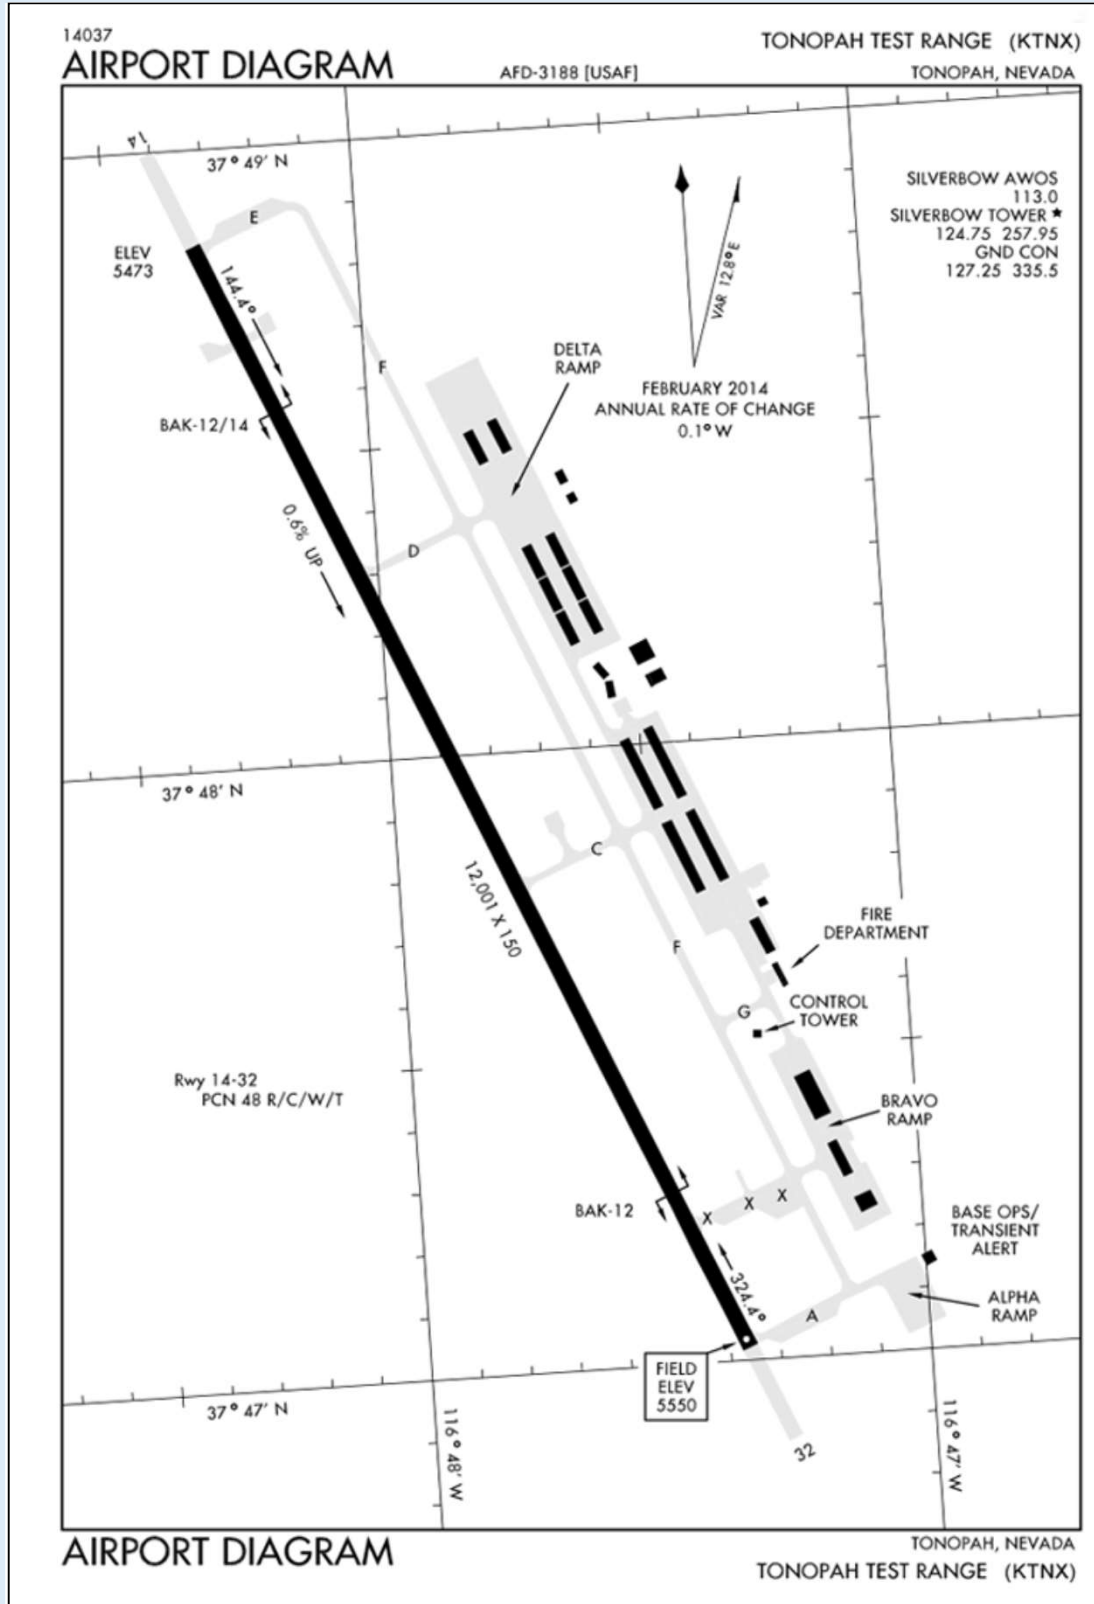 14037
AIRPORT DIAGRAM
AFD-3188 [USAF]
TONOPAH TEST RANGE (KTNX)
TONOPAH, NEVADA
14
37° 49' N
E
ELEV
5473
144.4°
VAR 12.8° E
SILVERBOW AWOS
113.0
SILVERBOW TOWER ★
124.75 257.95
GND CON
127.25 335.5
F
DELTA
RAMP
FEBRUARY 2014
ANNUAL RATE OF CHANGE
0.1° W
BAK-12/14
0.6% UP
D
37° 48' N
C
12,001 X 150
FIRE
DEPARTMENT
F
G
CONTROL
TOWER
Rwy 14-32
PCN 48 R/C/W/T
BRAVO
RAMP
BAK-12
X X X
BASE OPS/
TRANSIENT
ALERT
324.4°
A
ALPHA
RAMP
FIELD
ELEV
5550
37° 47' N
116° 48' W
116° 47' W
32
AIRPORT DIAGRAM
TONOPAH, NEVADA
TONOPAH TEST RANGE (KTNX)